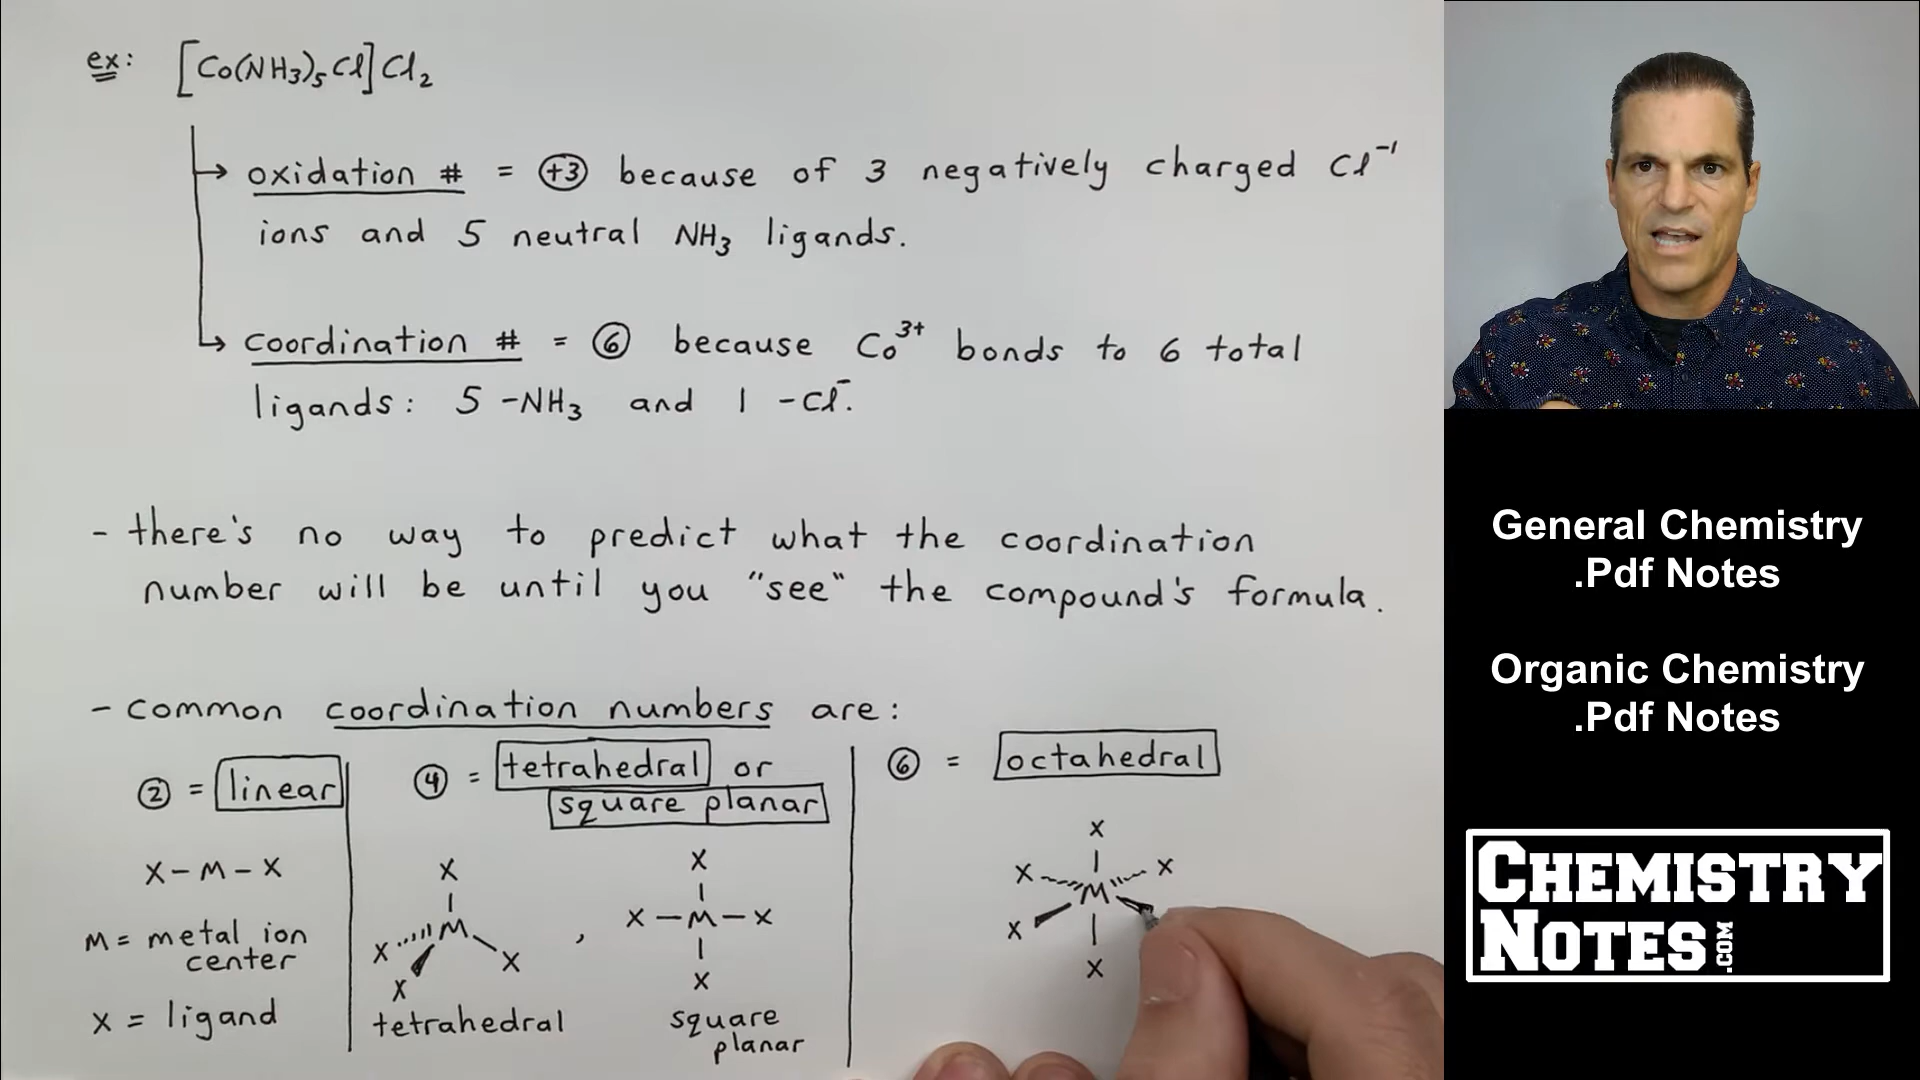 ex: [Co(NH3)5Cl]Cl2
oxidation # = +3 because of 3 negatively charged Cl⁻¹
ions and 5 neutral NH3 ligands.
coordination # = 6 because Co³⁺ bonds to 6 total
ligands: 5 -NH3 and 1 -Cl⁻.
- there's no way to predict what the coordination
number will be until you "see" the compound's formula.
- common coordination numbers are:
2 = linear
X-M-X
M = metal ion
center
X = ligand
4 = tetrahedral or
square planar
X
M
X
X
X
tetrahedral
,
X
X-M-X
X
square
planar
6 = octahedral
X
X X
M
X
X
General Chemistry
.Pdf Notes
Organic Chemistry
.Pdf Notes
CHEMISTRY
NOTES.COM